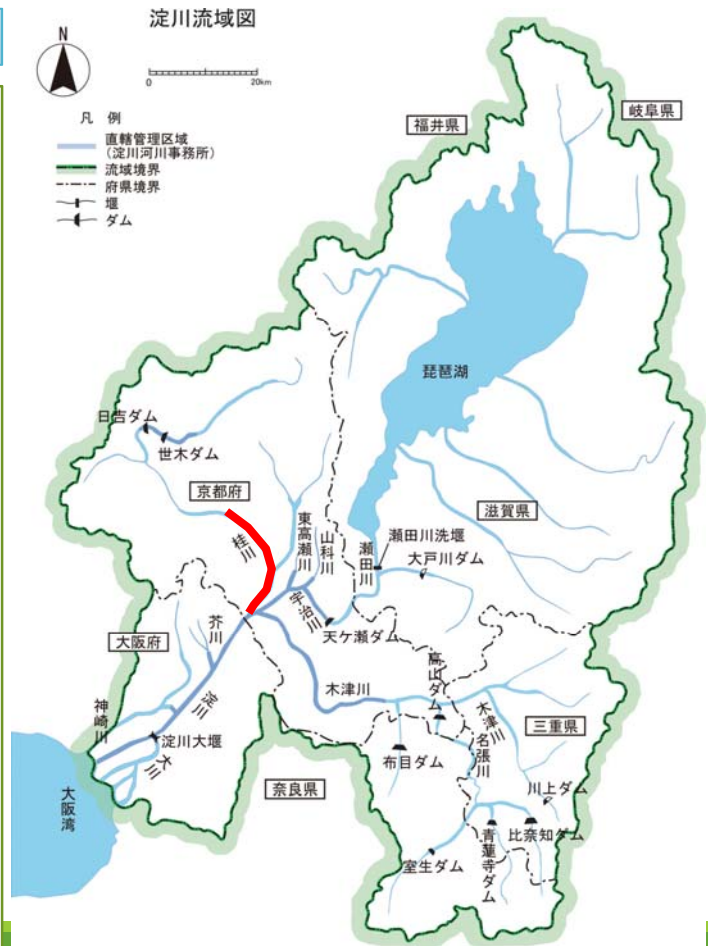 淀川流域図
N
0 20km
凡 例
直轄管理区域
(淀川河川事務所)
流域境界
府県境界
堰
ダム
福井県
岐阜県
琵琶湖
日吉ダム
世木ダム
京都府
桂川
東高瀬川
山科川
宇治川
瀬田川
瀬田川洗堰
大戸川ダム
滋賀県
天ケ瀬ダム
大阪府
芥川
淀川
神崎川
淀川大堰
大川
大阪湾
木津川
高山ダム
木津川
名張川
三重県
布目ダム
奈良県
川上ダム
青蓮寺ダム
比奈知ダム
室生ダム